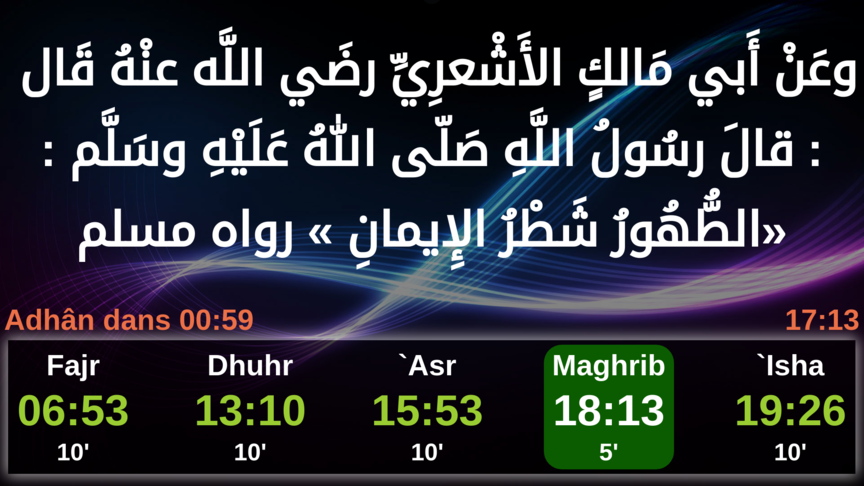 وعَنْ أَبي مَالكٍ الأَشْعرِيِّ رضَي اللَّه عنْهُ قَال
: قالَ رسُولُ اللَّهِ صَلّى اللهُ عَلَيْهِ وسَلَّم :
«الطُّهُورُ شَطْرُ الإِيمانِ » رواه مسلم
Adhân dans 00:59 17:13
Fajr Dhuhr `Asr Maghrib `Isha
06:53 13:10 15:53 18:13 19:26
10' 10' 10' 5' 10'